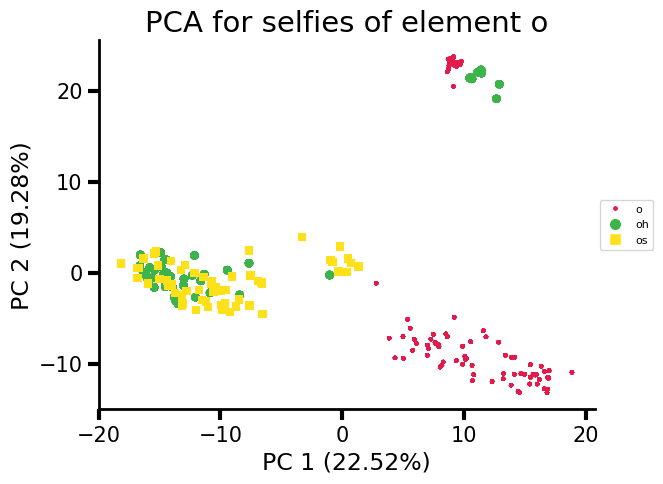 PCA for selfies of element o
PC 2 (19.28%)
20
10
0
−10
−20
−10
0
10
20
PC 1 (22.52%)
o
oh
os